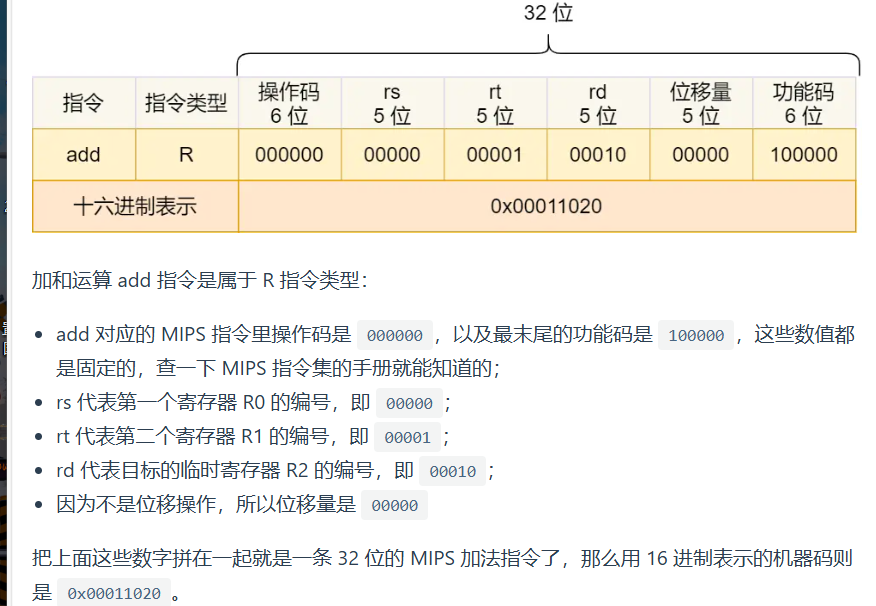 32 位
指令 指令类型 操作码 6 位 rs 5 位 rt 5 位 rd 5 位 位移量 5 位 功能码 6 位
add R 000000 00000 00001 00010 00000 100000
十六进制表示 0x00011020
加和运算 add 指令是属于 R 指令类型：
• add 对应的 MIPS 指令里操作码是 000000 ，以及最末尾的功能码是 100000 ，这些数值都
是固定的，查一下 MIPS 指令集的手册就能知道的；
• rs 代表第一个寄存器 R0 的编号，即 00000 ；
• rt 代表第二个寄存器 R1 的编号，即 00001 ；
• rd 代表目标的临时寄存器 R2 的编号，即 00010 ；
• 因为不是位移操作，所以位移量是 00000
把上面这些数字拼在一起就是一条 32 位的 MIPS 加法指令了，那么用 16 进制表示的机器码则
是 0x00011020 。